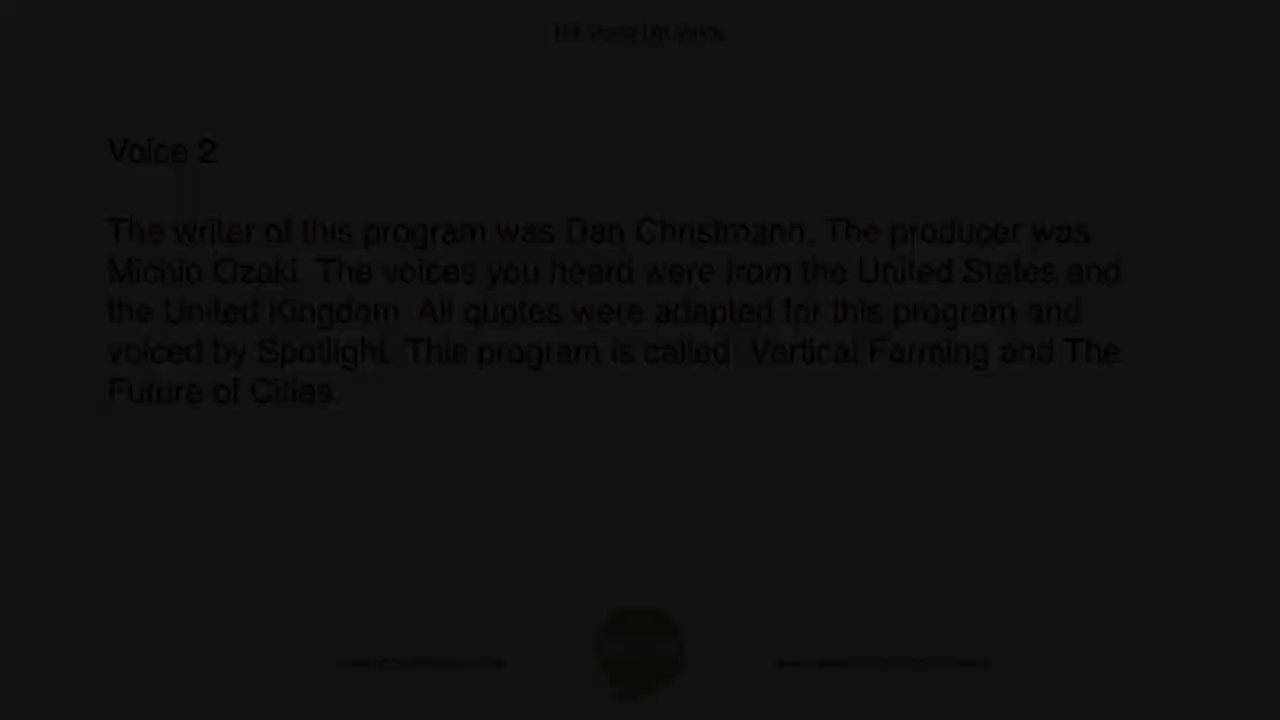 Voice 2
The writer of this program was Dan Christmann. The producer was
Michio Ozaki. The voices you heard were from the United States and
the United Kingdom. All quotes were adapted for this program and
voiced by Spotlight. This program is called, Vertical Farming and The
Future of Cities.